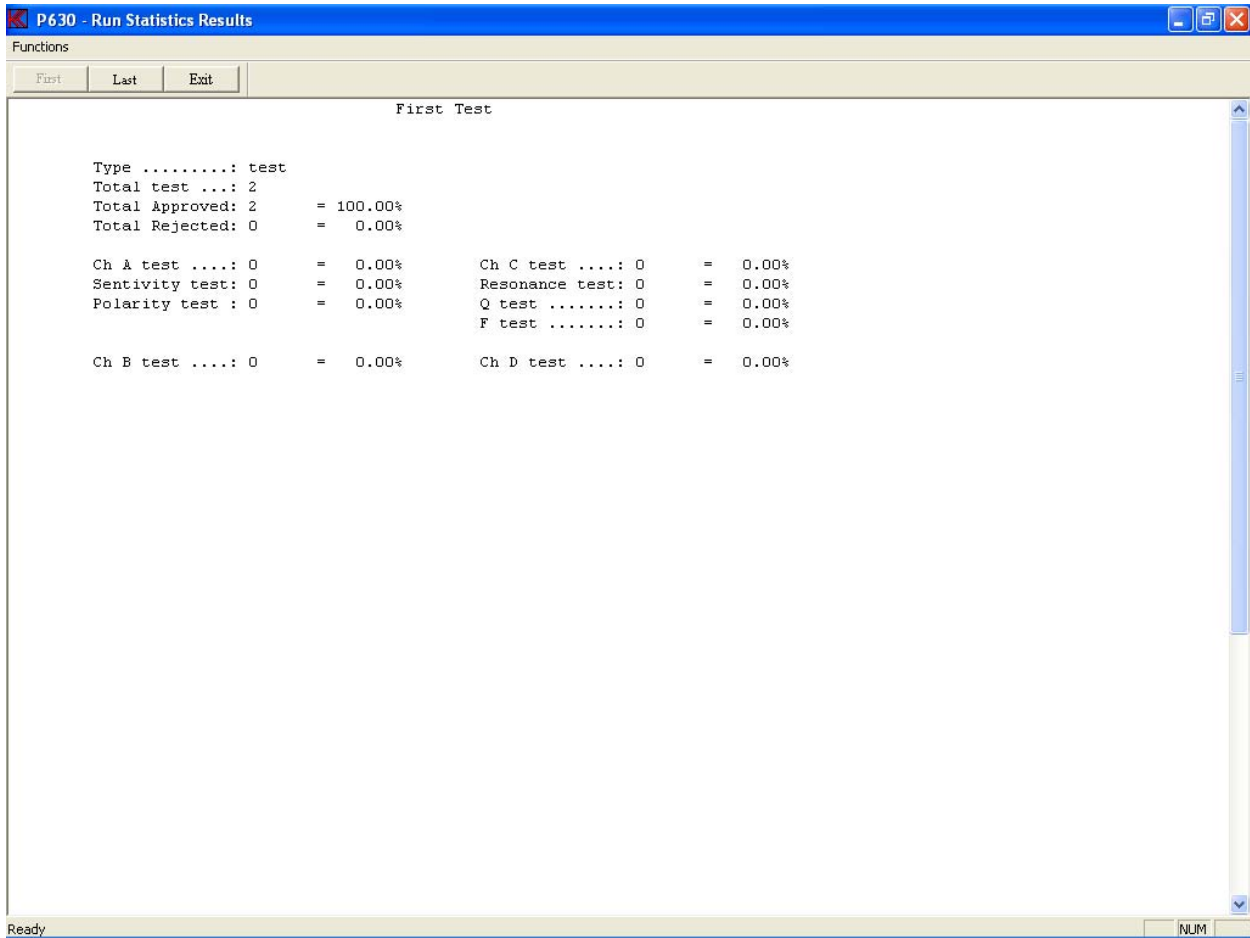 P630 - Run Statistics Results
Functions
First Last Exit
First Test
Type .........: test
Total test ...: 2
Total Approved: 2 = 100.00%
Total Rejected: 0 = 0.00%
Ch A test ....: 0 = 0.00% Ch C test ....: 0 = 0.00%
Sentivity test: 0 = 0.00% Resonance test: 0 = 0.00%
Polarity test : 0 = 0.00% Q test .......: 0 = 0.00%
F test .......: 0 = 0.00%
Ch B test ....: 0 = 0.00% Ch D test ....: 0 = 0.00%
Ready NUM